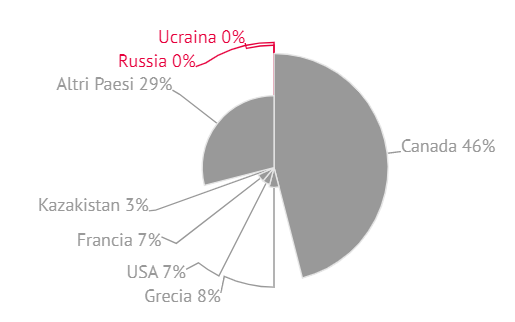 Ucraina 0%
Russia 0%
Altri Paesi 29%
Canada 46%
Kazakistan 3%
Francia 7%
USA 7%
Grecia 8%